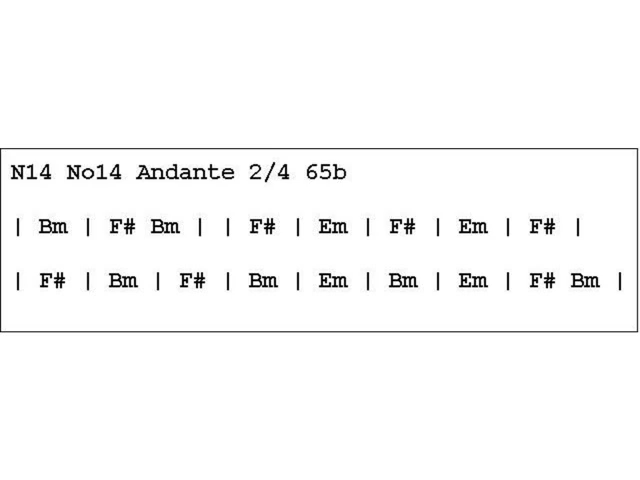 N14 No14 Andante 2/4 65b
| Bm | F# Bm | | F# | Em | F# | Em | F# |
| F# | Bm | F# | Bm | Em | Bm | Em | F# Bm |